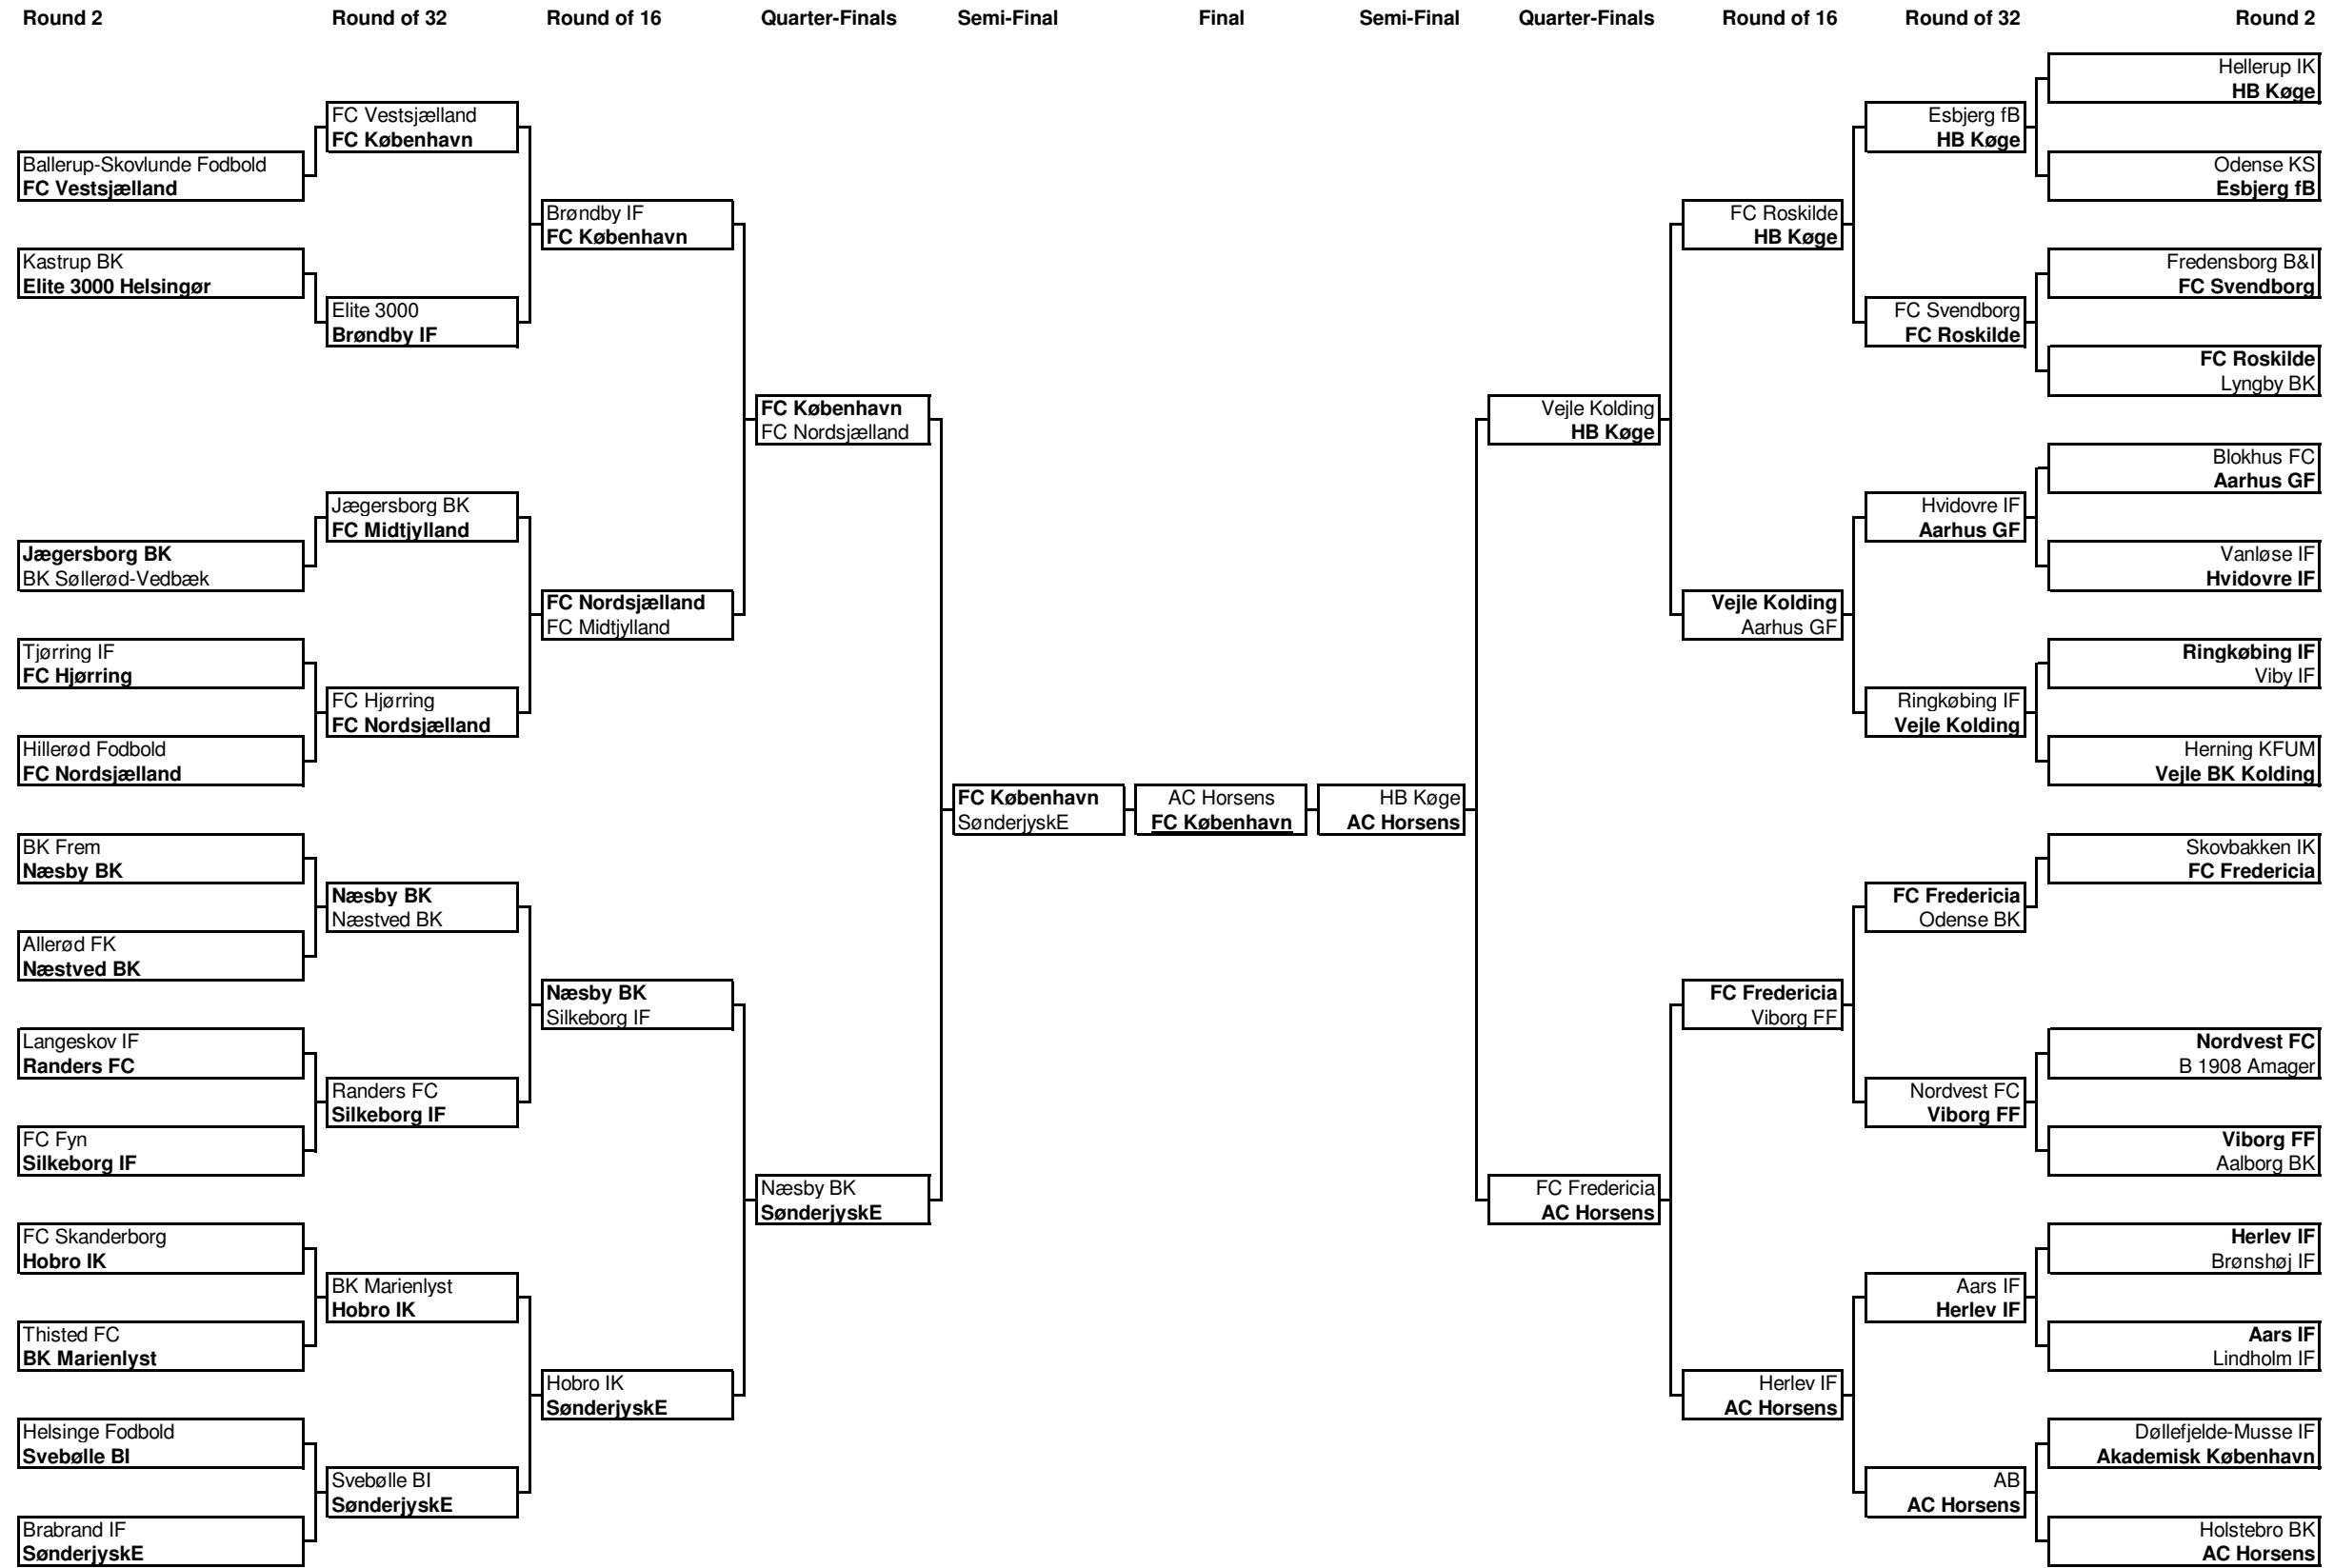 Round 2
Round of 32
Round of 16
Quarter-Finals
Semi-Final
Final
Semi-Final
Quarter-Finals
Round of 16
Round of 32
Round 2
Ballerup-Skovlunde Fodbold
FC Vestsjælland
Kastrup BK
Elite 3000 Helsingør
Jægersborg BK
BK Søllerød-Vedbæk
Tjørring IF
FC Hjørring
Hillerød Fodbold
FC Nordsjælland
BK Frem
Næsby BK
Allerød FK
Næstved BK
Langeskov IF
Randers FC
FC Fyn
Silkeborg IF
FC Skanderborg
Hobro IK
Thisted FC
BK Marienlyst
Helsinge Fodbold
Svebølle BI
Brabrand IF
SønderjyskE
FC Vestsjælland
FC København
Elite 3000
Brøndby IF
Jægersborg BK
FC Midtjylland
FC Hjørring
FC Nordsjælland
Næsby BK
Næstved BK
Randers FC
Silkeborg IF
BK Marienlyst
Hobro IK
Svebølle BI
SønderjyskE
Brøndby IF
FC København
FC Nordsjælland
FC Midtjylland
Næsby BK
Silkeborg IF
Hobro IK
SønderjyskE
FC København
FC Nordsjælland
Næsby BK
SønderjyskE
FC København
SønderjyskE
AC Horsens
FC København
HB Køge
AC Horsens
Vejle Kolding
HB Køge
FC Fredericia
AC Horsens
FC Roskilde
HB Køge
Vejle Kolding
Aarhus GF
FC Fredericia
Viborg FF
Herlev IF
AC Horsens
Esbjerg fB
HB Køge
FC Svendborg
FC Roskilde
Hvidovre IF
Aarhus GF
Ringkøbing IF
Vejle Kolding
FC Fredericia
Odense BK
Nordvest FC
Viborg FF
Aars IF
Herlev IF
AB
AC Horsens
Hellerup IK
HB Køge
Odense KS
Esbjerg fB
Fredensborg B&I
FC Svendborg
FC Roskilde
Lyngby BK
Blokhus FC
Aarhus GF
Vanløse IF
Hvidovre IF
Ringkøbing IF
Viby IF
Herning KFUM
Vejle BK Kolding
Skovbakken IK
FC Fredericia
Nordvest FC
B 1908 Amager
Viborg FF
Aalborg BK
Herlev IF
Brønshøj IF
Aars IF
Lindholm IF
Døllefjelde-Musse IF
Akademisk København
Holstebro BK
AC Horsens